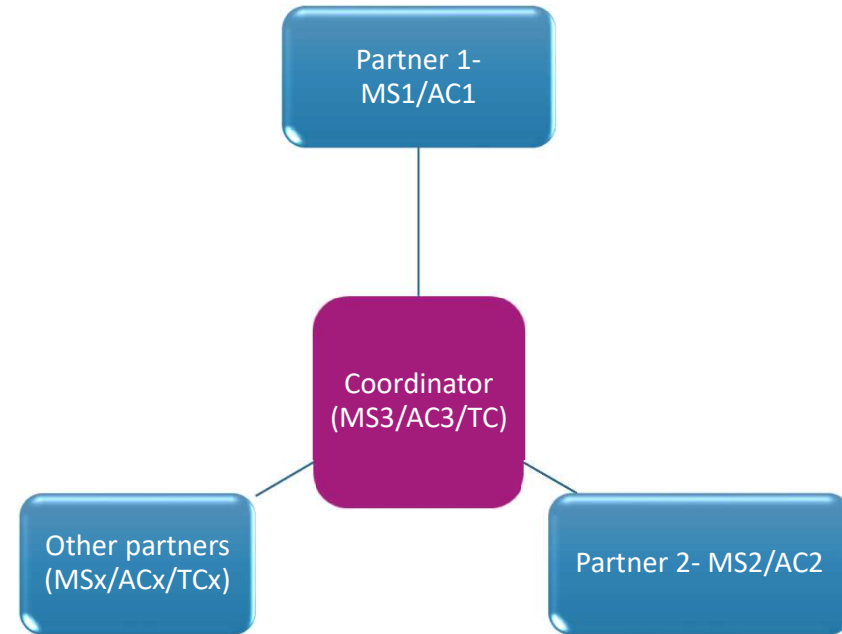 Partner 1-
MS1/AC1
Coordinator
(MS3/AC3/TC)
Other partners
(MSx/ACx/TCx)
Partner 2- MS2/AC2